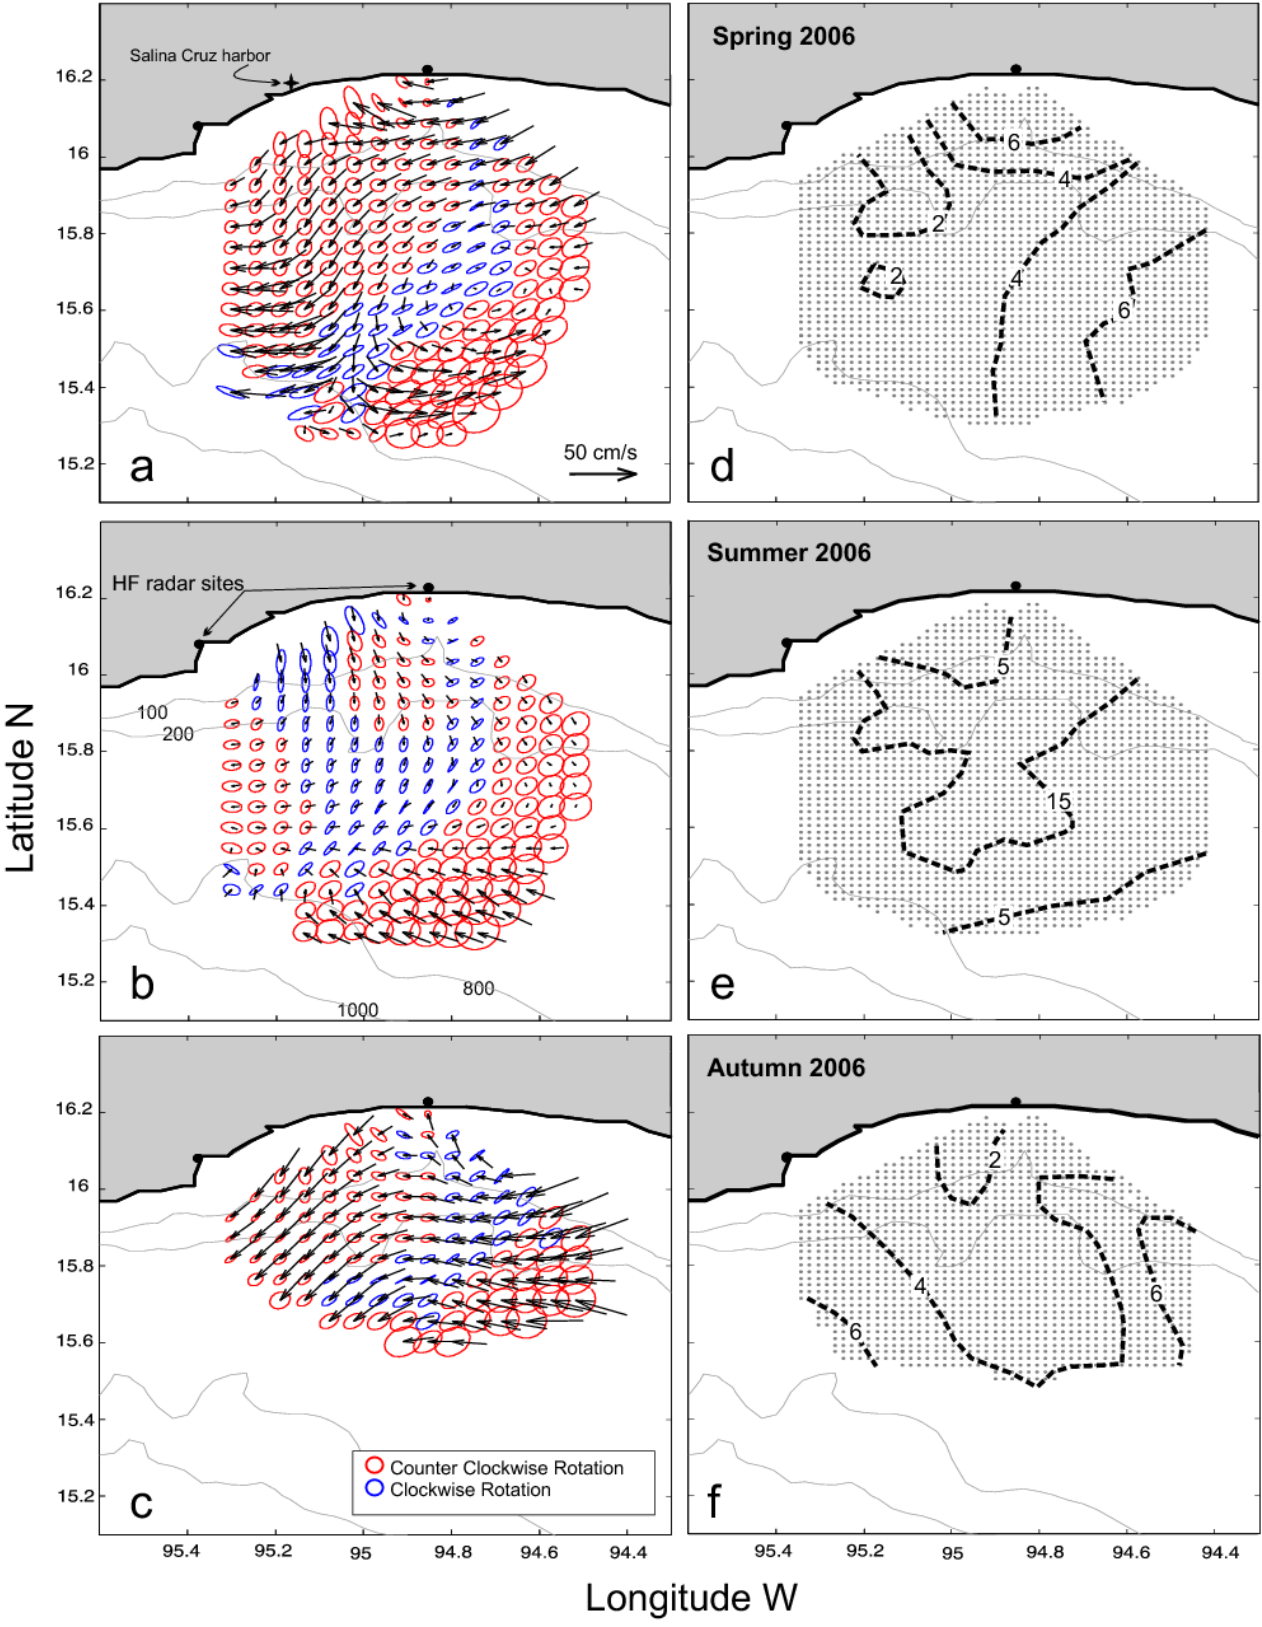 Salina Cruz harbor
16.2
16
15.8
15.6
15.4
15.2
a
50 cm/s
Spring 2006
6
4
2
2
4
6
d
HF radar sites
16.2
16
100
200
15.8
15.6
15.4
15.2
b
800
1000
Summer 2006
5
15
5
e
Latitude N
16.2
16
15.8
15.6
15.4
15.2
c
Counter Clockwise Rotation
Clockwise Rotation
95.4 95.2 95 94.8 94.6 94.4
Autumn 2006
2
4
6
6
f
95.4 95.2 95 94.8 94.6 94.4
Longitude W